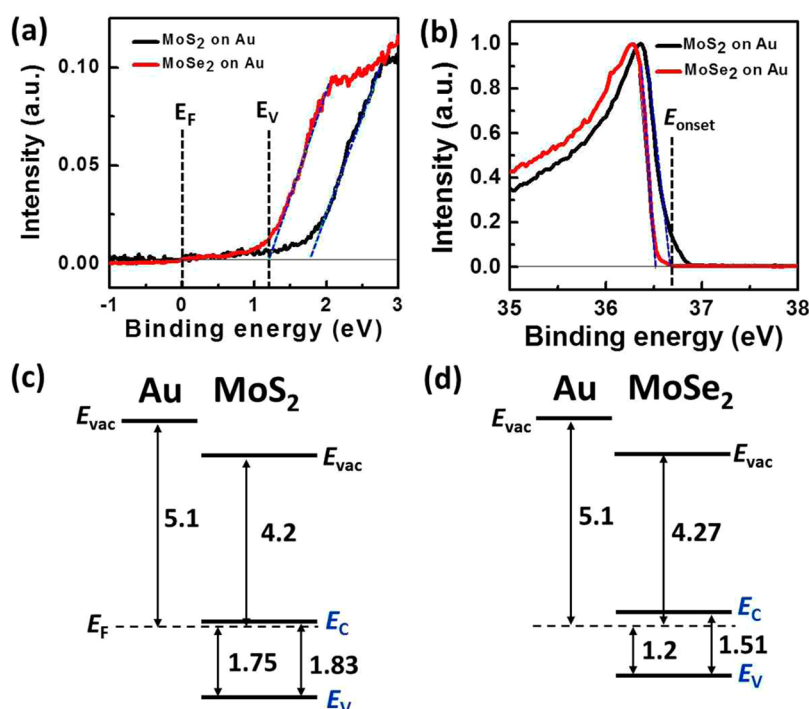 (a)
MoS2 on Au
MoSe2 on Au
EF
EV
Intensity (a.u.)
0.10
0.05
0.00
-1 0 1 2 3
Binding energy (eV)
(b)
MoS2 on Au
MoSe2 on Au
Eonset
Intensity (a.u.)
1.0
0.8
0.6
0.4
0.2
0.0
35 36 37 38
Binding energy (eV)
(c)
Au MoS2
Evac
Evac
5.1
4.2
EF
EC
1.75
1.83
EV
(d)
Au MoSe2
Evac
Evac
5.1
4.27
EC
1.2
1.51
EV